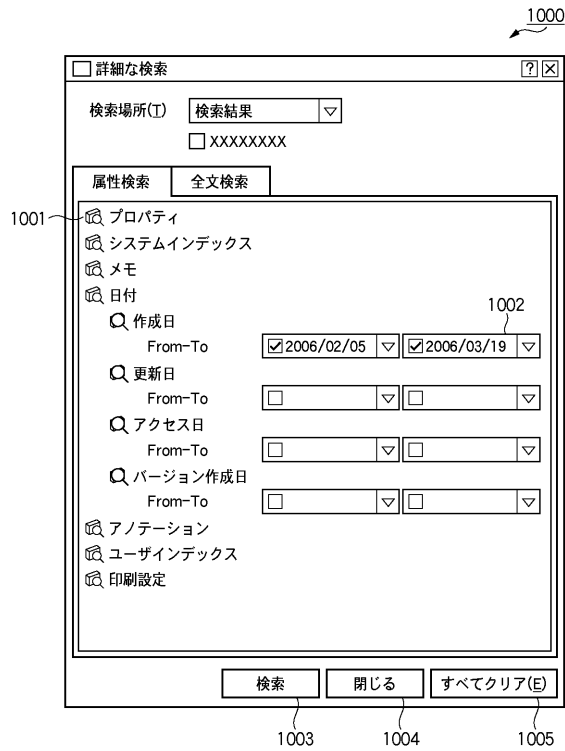 1000
詳細な検索
?
×
検索場所(T) 検索結果
XXXXXXXX
属性検索 全文検索
1001 プロパティ
システムインデックス
メモ
日付
1002
作成日
From-To 2006/02/05 2006/03/19
更新日
From-To
アクセス日
From-To
バージョン作成日
From-To
アノテーション
ユーザインデックス
印刷設定
検索 閉じる すべてクリア(E)
1003 1004 1005